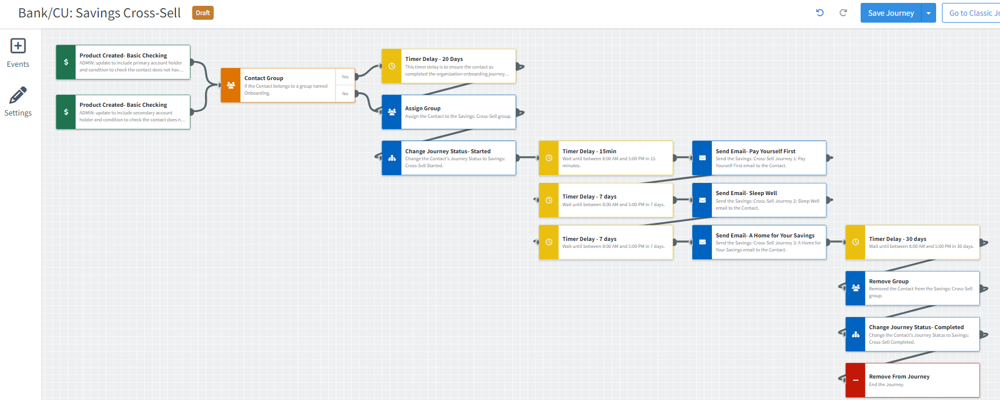 Bank/CU: Savings Cross-Sell
Draft
Save Journey
Go to Classic Jo
Events
Settings
Product Created- Basic Checking
ADMIN: update to include primary account holder
and condition to check the contact does not hav...
Product Created- Basic Checking
ADMIN: update to include secondary account
holder and condition to check the contact does n...
Contact Group
If the Contact belongs to a group named
Onboarding.
Yes
No
Timer Delay - 20 Days
This timer delay is to ensure the contact as
completed the organization onboarding journey...
Assign Group
Assign the Contact to the Savings: Cross-Sell group.
Change Journey Status- Started
Change the Contact's Journey Status to Savings:
Cross-Sell Started.
Timer Delay - 15min
Wait until between 8:00 AM and 5:00 PM in 15
minutes.
Send Email- Pay Yourself First
Send the Savings: Cross-Sell Journey 1: Pay
Yourself First email to the Contact.
Timer Delay - 7 days
Wait until between 8:00 AM and 5:00 PM in 7 days.
Send Email- Sleep Well
Send the Savings: Cross-Sell Journey 2: Sleep Well
email to the Contact.
Timer Delay - 7 days
Wait until between 8:00 AM and 5:00 PM in 7 days.
Send Email- A Home for Your Savings
Send the Savings: Cross-Sell Journey 3: A Home for
Your Savings email to the Contact.
Timer Delay - 30 days
Wait until between 8:00 AM and 5:00 PM in 30 days.
Remove Group
Removed the Contact from the Savings: Cross-Sell
group.
Change Journey Status- Completed
Change the Contact's Journey Status to Savings:
Cross-Sell Completed.
Remove From Journey
End the Journey.